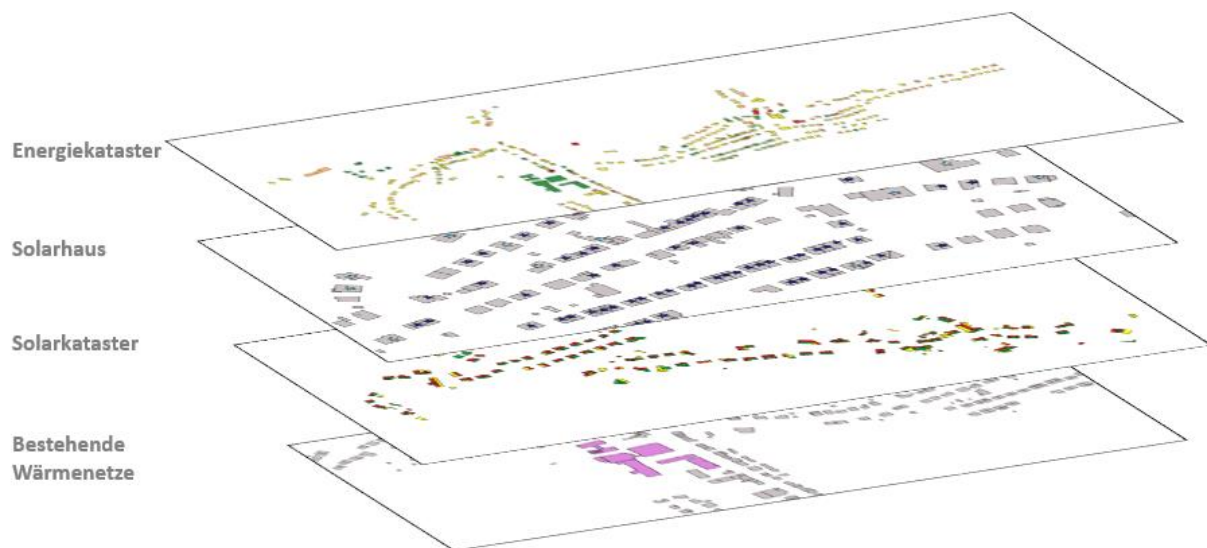 Energiekataster
Solarhaus
Solarkataster
Bestehende
Wärmenetze